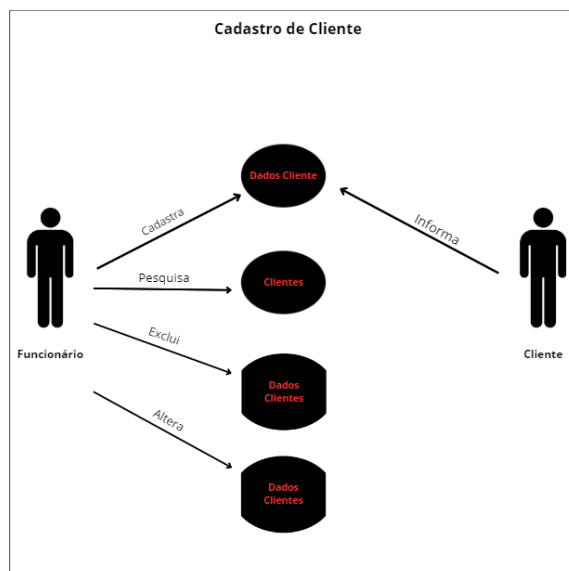 Cadastro de Cliente
Dados Cliente
Cadastra
Informa
Pesquisa
Clientes
Exclui
Funcionário
Cliente
Dados
Clientes
Altera
Dados
Clientes